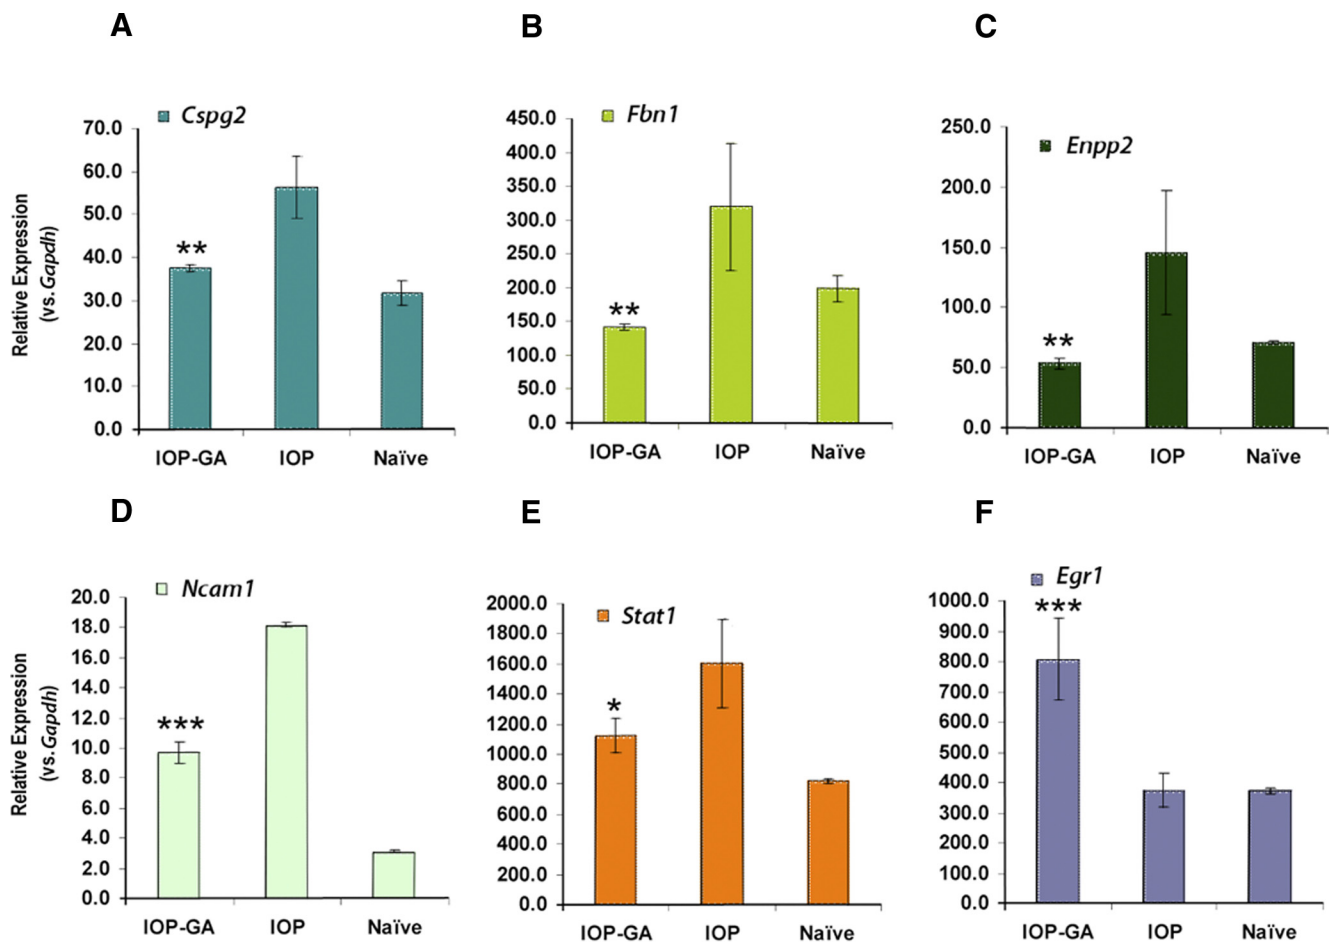 A
Cspg2
Relative Expression
(vs. Gapdh)
70.0
60.0
50.0
40.0
30.0
20.0
10.0
0.0
**
IOP-GA IOP Naïve
B
Fbn1
450.0
400.0
350.0
300.0
250.0
200.0
150.0
100.0
50.0
0.0
**
IOP-GA IOP Naïve
C
Enpp2
250.0
200.0
150.0
100.0
50.0
0.0
**
IOP-GA IOP Naïve
D
Ncam1
Relative Expression
(vs. Gapdh)
20.0
18.0
16.0
14.0
12.0
10.0
8.0
6.0
4.0
2.0
0.0
***
IOP-GA IOP Naïve
E
Stat1
2000.0
1800.0
1600.0
1400.0
1200.0
1000.0
800.0
600.0
400.0
200.0
0.0
*
IOP-GA IOP Naïve
F
Egr1
1000.0
900.0
800.0
700.0
600.0
500.0
400.0
300.0
200.0
100.0
0.0
***
IOP-GA IOP Naïve